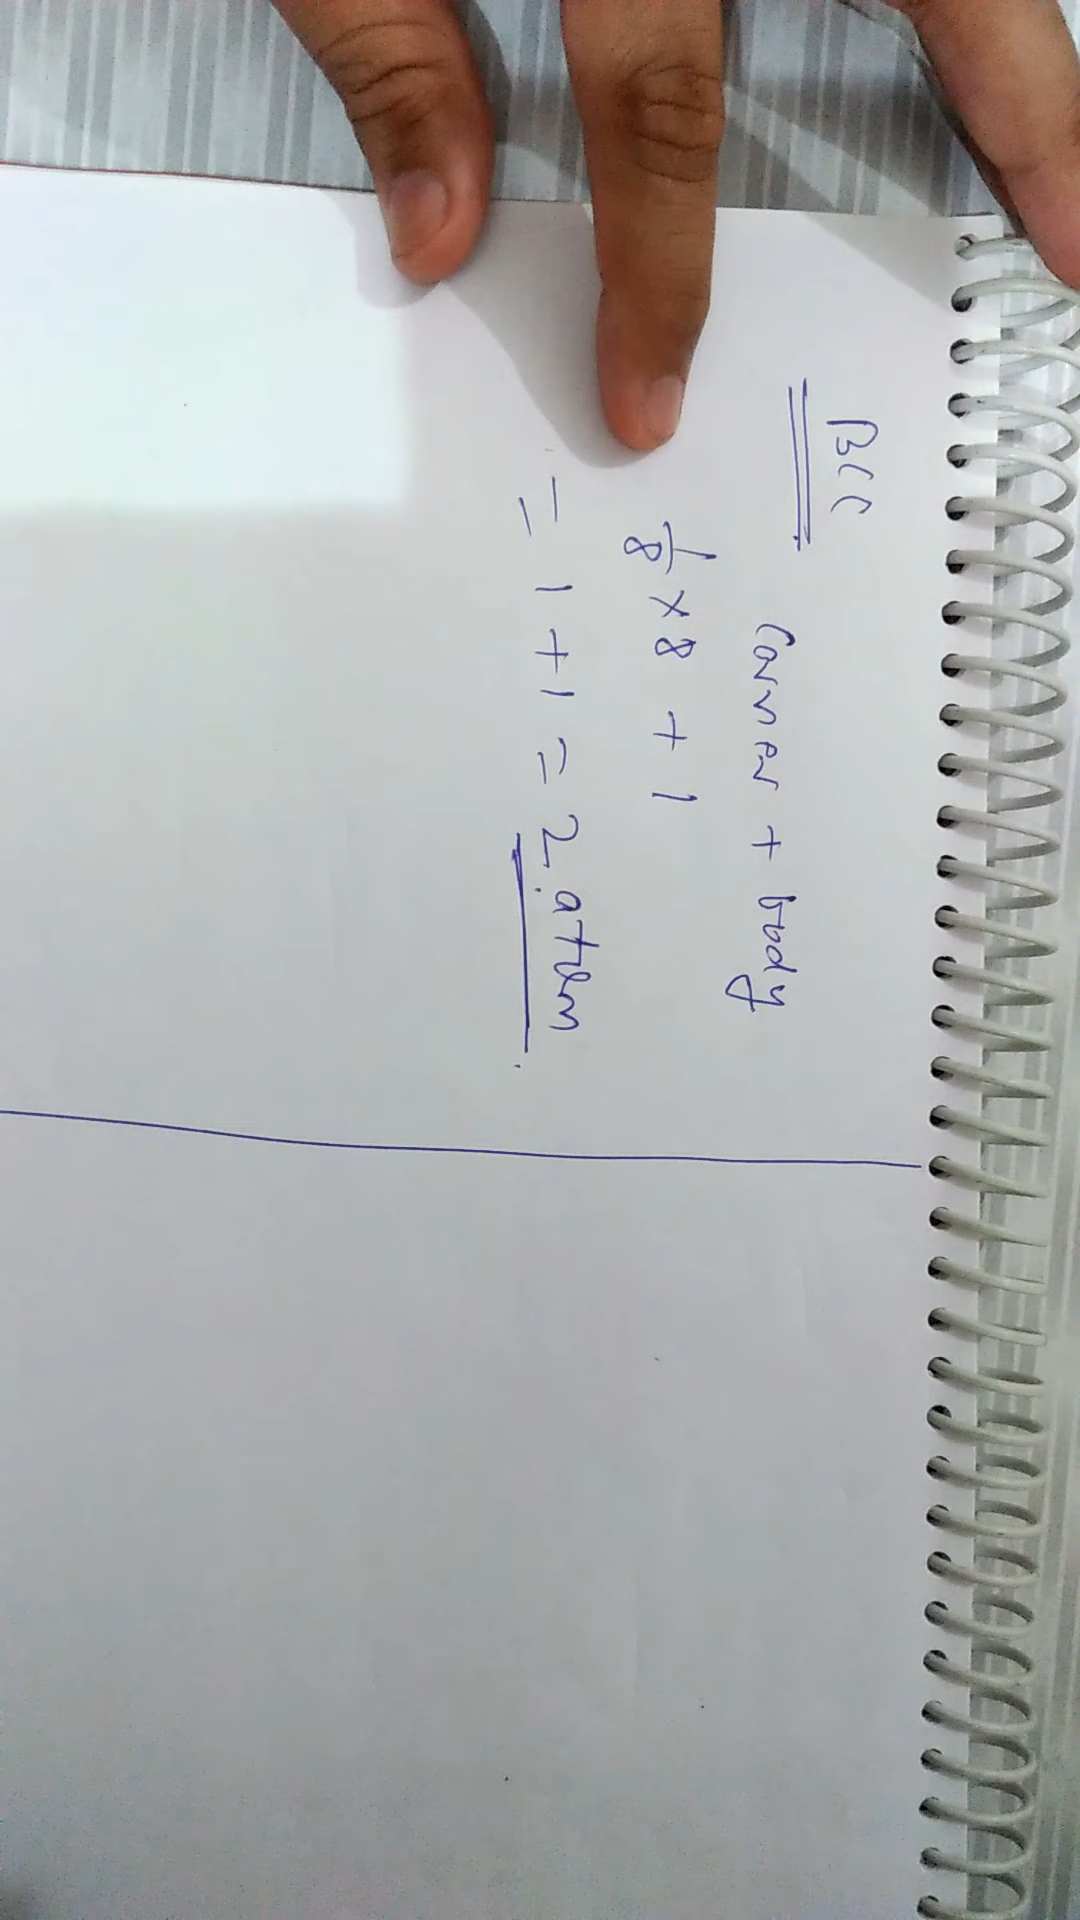 BCC
Corner + body
1/8 × 8 + 1
= 1 + 1 = 2 atom